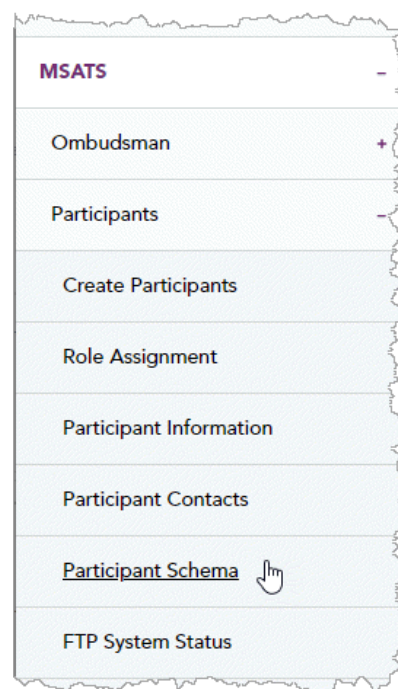 MSATS -
Ombudsman +
Participants -
Create Participants
Role Assignment
Participant Information
Participant Contacts
Participant Schema
FTP System Status